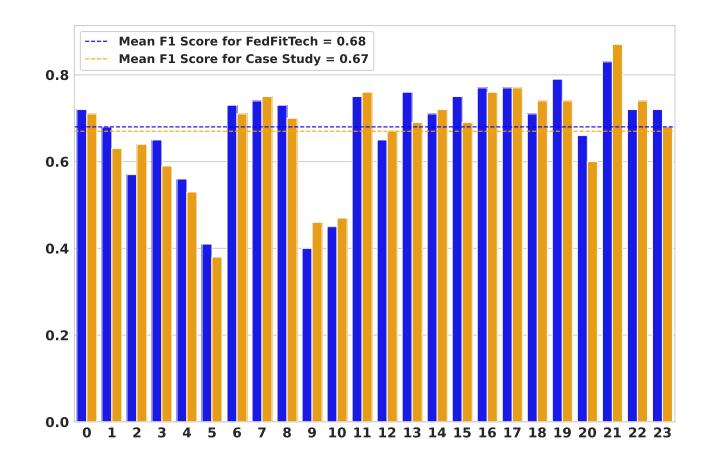 Mean F1 Score for FedFitTech = 0.68
Mean F1 Score for Case Study = 0.67
0.8
0.6
0.4
0.2
0.0
0 1 2 3 4 5 6 7 8 9 10 11 12 13 14 15 16 17 18 19 20 21 22 23